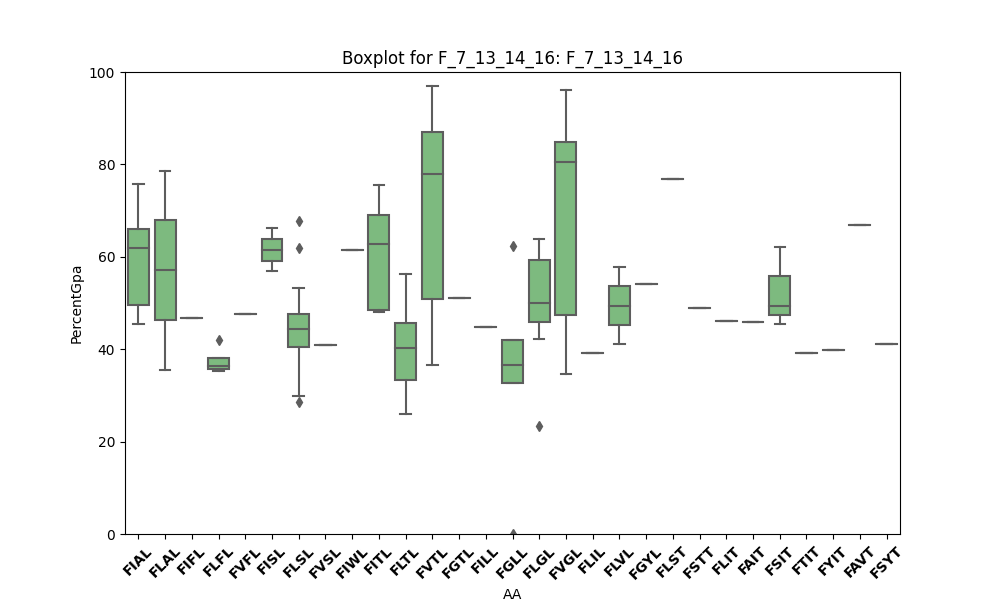 Boxplot for F_7_13_14_16: F_7_13_14_16
PercentGpa
100
80
60
40
20
0
FIAL FLAL FIFL FLFL FVFL FISL FLSL FVSL FIWL FITL FLTL FVTL FGTL FILL FGLL FLGL FVGL FLIL FLVL FGYL FLST FSTT FLIT FAIT FSIT FTIT FYIT FAVT FSYT
AA